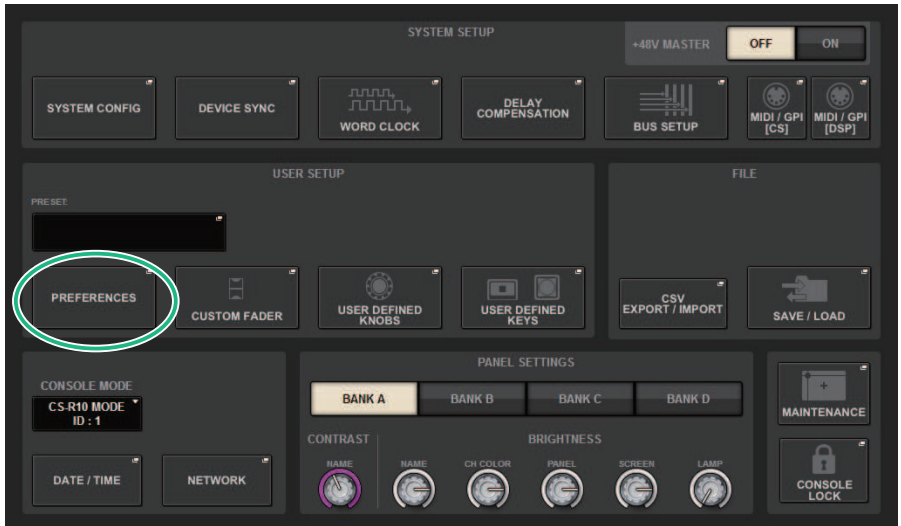 SYSTEM SETUP
+48V MASTER
OFF
ON
SYSTEM CONFIG
DEVICE SYNC
WORD CLOCK
DELAY
COMPENSATION
BUS SETUP
MIDI / GPI
[CS]
MIDI / GPI
[DSP]
USER SETUP
PRESET
PREFERENCES
CUSTOM FADER
USER DEFINED
KNOBS
USER DEFINED
KEYS
FILE
CSV
EXPORT / IMPORT
SAVE / LOAD
CONSOLE MODE
CS-R10 MODE
ID : 1
DATE / TIME
NETWORK
PANEL SETTINGS
BANK A
BANK B
BANK C
BANK D
CONTRAST
BRIGHTNESS
NAME
NAME
CH COLOR
PANEL
SCREEN
LAMP
MAINTENANCE
CONSOLE
LOCK